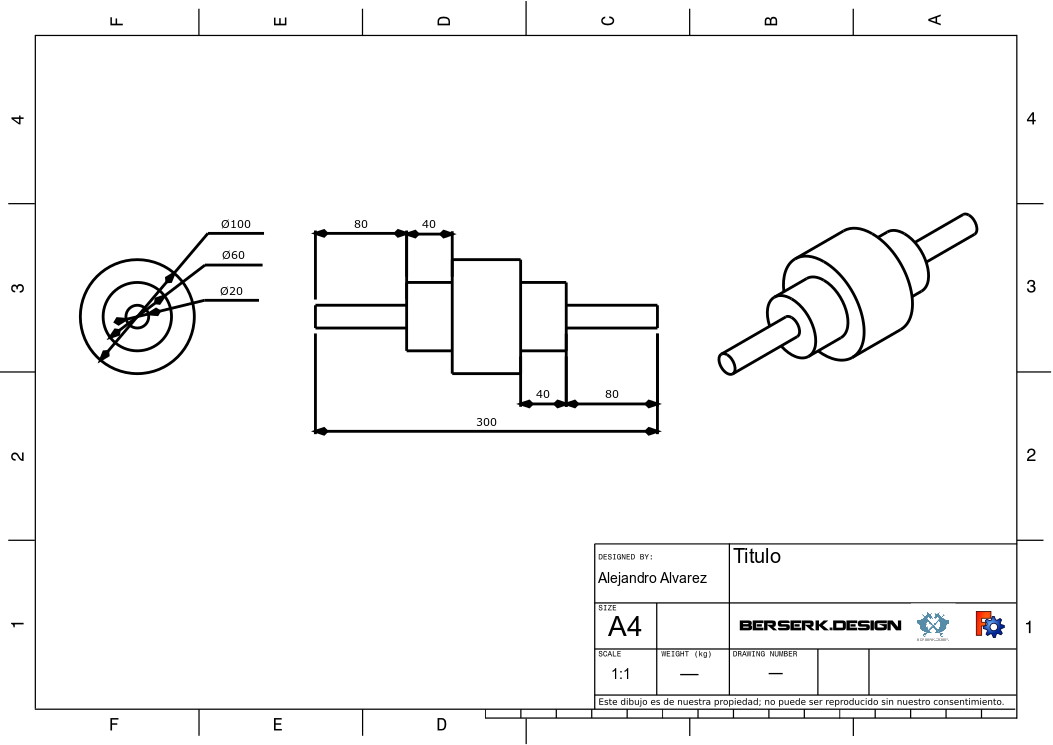 F E D C B A
4 4
Ø100
80 40
Ø60
3 3
Ø20
40 80
300
2 2
DESIGNED BY:
Titulo
Alejandro Alvarez
SIZE
A4
BERSERK.DESIGN
1 1
SCALE WEIGHT (kg) DRAWING NUMBER
1:1 — —
Este dibujo es de nuestra propiedad; no puede ser reproducido sin nuestro consentimiento.
F E D